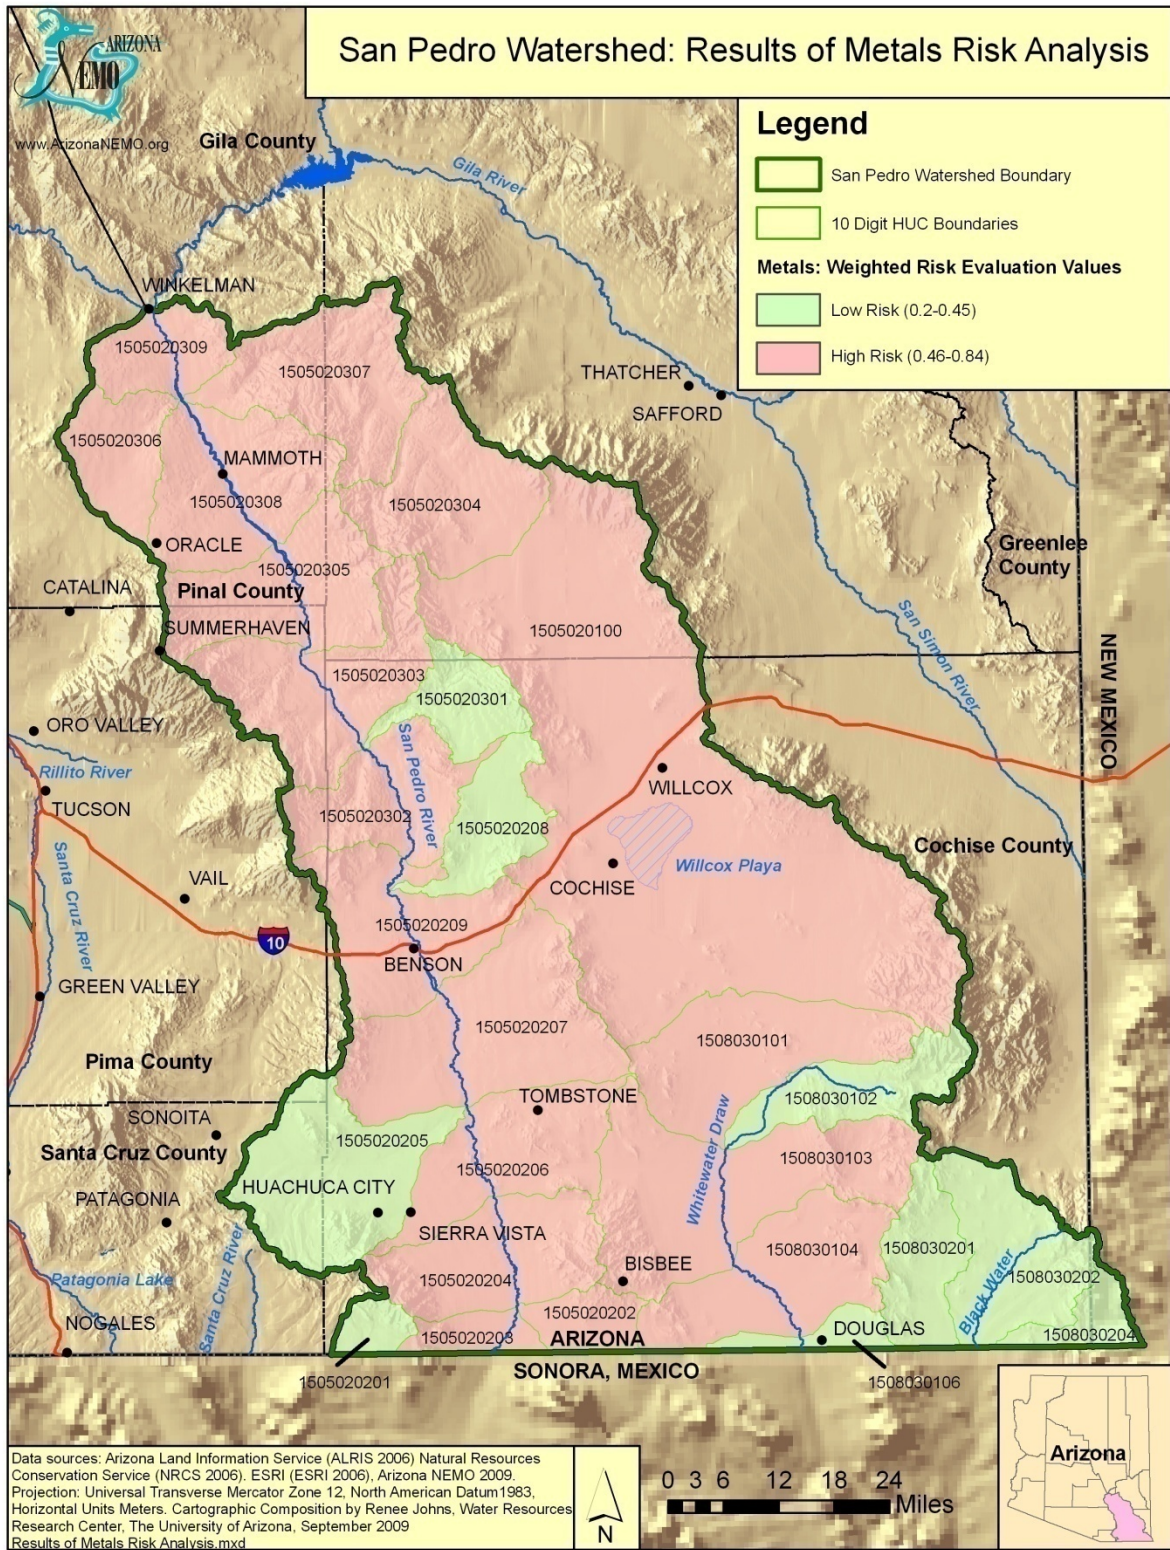 ARIZONA
NEMO
www.ArizonaNEMO.org
San Pedro Watershed: Results of Metals Risk Analysis
Legend
San Pedro Watershed Boundary
10 Digit HUC Boundaries
Metals: Weighted Risk Evaluation Values
Low Risk (0.2-0.45)
High Risk (0.46-0.84)
Gila County
Gila River
WINKELMAN
1505020309
1505020307
THATCHER
SAFFORD
1505020306
MAMMOTH
1505020308
1505020304
ORACLE
Greenlee
County
1505020305
Pinal County
CATALINA
SUMMERHAVEN
1505020100
San Simon River
NEW MEXICO
1505020303
1505020301
ORO VALLEY
San Pedro River
Rillito River
TUCSON
WILLCOX
1505020302
1505020208
Cochise County
Willcox Playa
COCHISE
VAIL
Santa Cruz River
1505020209
10
BENSON
GREEN VALLEY
1505020207
1508030101
Pima County
TOMBSTONE
1508030102
SONOITA
1505020205
Whitewater Draw
Santa Cruz County
1505020206
1508030103
HUACHUCA CITY
PATAGONIA
SIERRA VISTA
1508030104
1508030201
BISBEE
Black Water
1508030202
Patagonia Lake
Santa Cruz River
1505020204
1505020202
NOGALES
1505020203
ARIZONA
DOUGLAS
1508030204
SONORA, MEXICO
1505020201
1508030106
Data sources: Arizona Land Information Service (ALRIS 2006) Natural Resources
Conservation Service (NRCS 2006). ESRI (ESRI 2006), Arizona NEMO 2009.
Projection: Universal Transverse Mercator Zone 12, North American Datum1983,
Horizontal Units Meters. Cartographic Composition by Renee Johns, Water Resources
Research Center, The University of Arizona, September 2009
Results of Metals Risk Analysis.mxd
N
0 3 6 12 18 24
Miles
Arizona